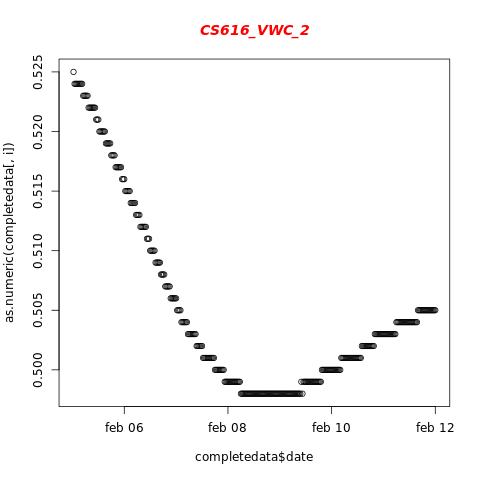 CS616_VWC_2
as.numeric(completedata[, i])
0.525
0.520
0.515
0.510
0.505
0.500
feb 06
feb 08
feb 10
feb 12
completedata$date